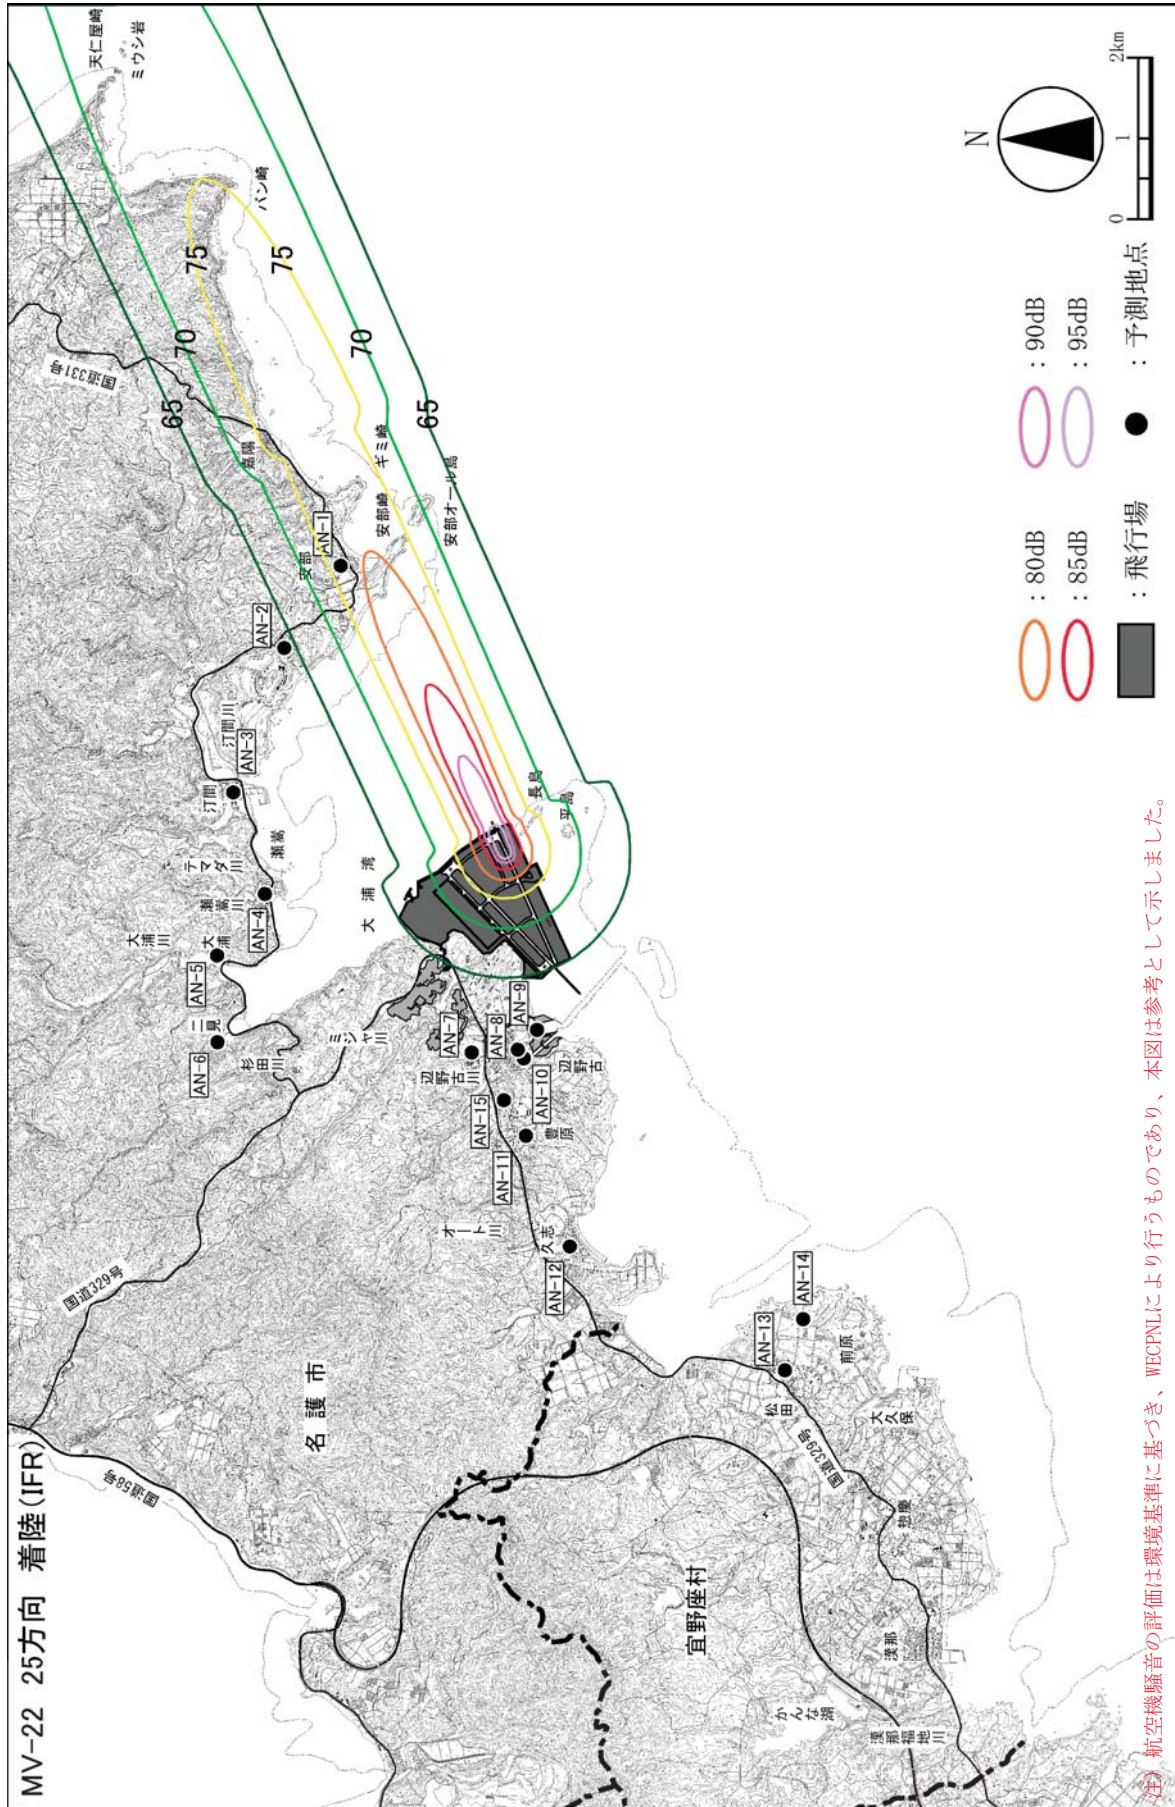 MV-22 25方向 着陸(IFR)
天仁屋崎
ミウシ岩
バン崎
75
75
70
70
65
65
国道331号
嘉陽
ギミ崎
安部崎
安部オール島
安部
AN-1
AN-2
汀間川
AN-3
汀間
テマダ川
瀬嵩
瀬嵩川
AN-4
大浦湾
大浦川
大浦
AN-5
二見
AN-6
杉田川
ミジャ川
長島
平島
AN-7
辺野古川
AN-8
AN-9
辺野古
AN-10
AN-15
豊原
AN-11
オート川
久志
AN-12
国道329号
名護市
国道58号
AN-14
AN-13
前原
松田
大久保
国道329号
惣慶
宜野座村
漢那
かんな湖
漢那福地川
N
0 1 2km
：80dB ：90dB
：85dB ：95dB
：飛行場 ：予測地点
注）航空機騒音の評価は環境基準に基づき、WECPNLにより行うものであり、本図は参考として示しました。